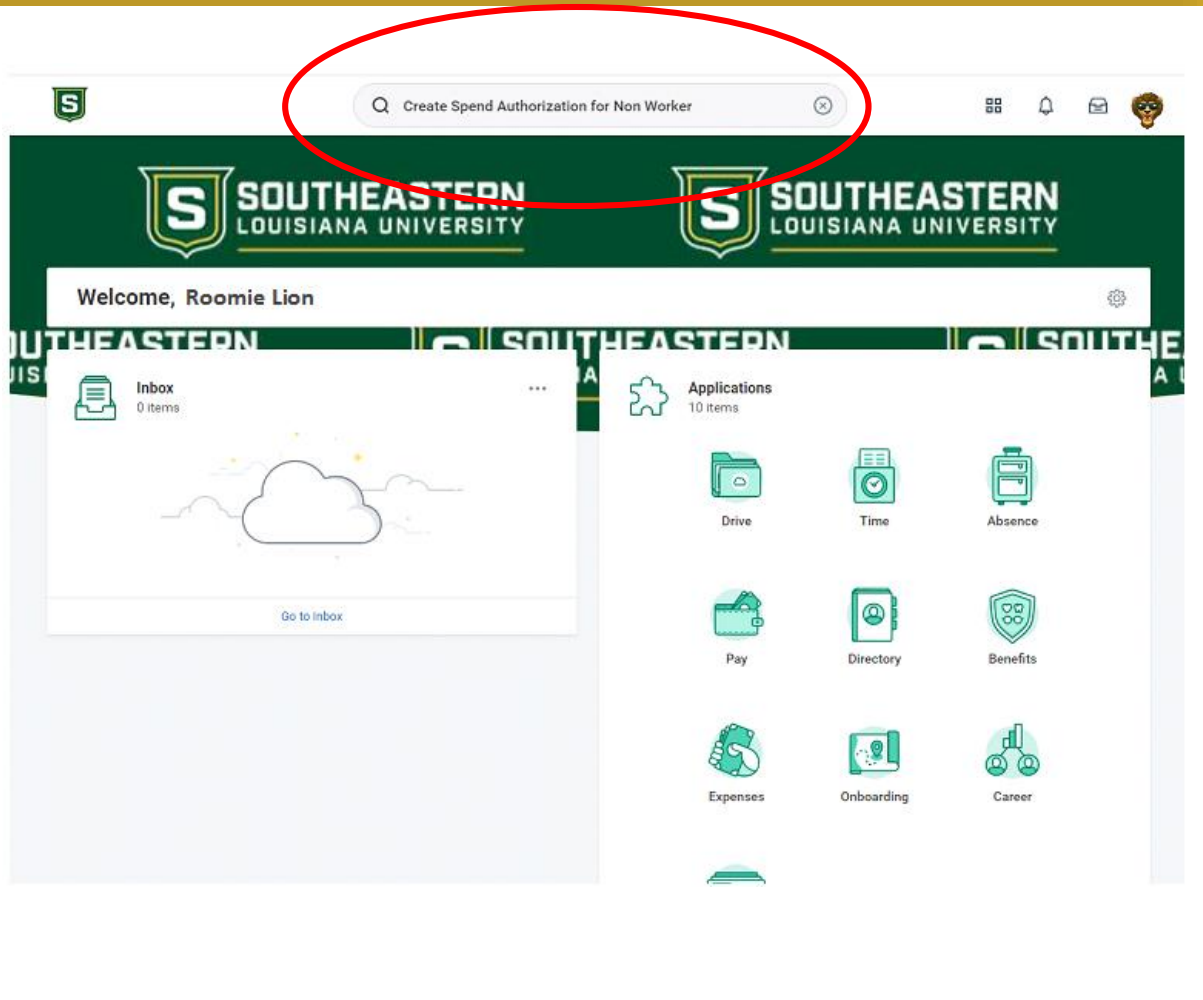 S
Create Spend Authorization for Non Worker
S SOUTHEASTERN
LOUISIANA UNIVERSITY
S SOUTHEASTERN
LOUISIANA UNIVERSITY
Welcome, Roomie Lion
Inbox
0 items
Go to Inbox
Applications
10 items
Drive
Time
Absence
Pay
Directory
Benefits
Expenses
Onboarding
Career